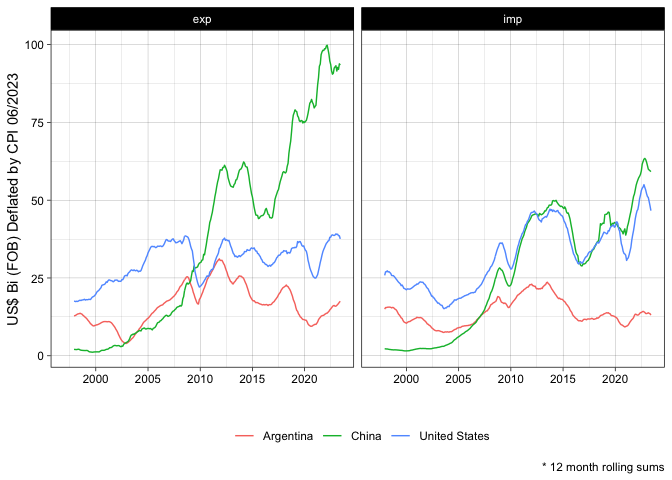 exp imp
US$ Bi (FOB) Deflated by CPI 06/2023
100
75
50
25
0
2000 2005 2010 2015 2020 2000 2005 2010 2015 2020
Argentina China United States
* 12 month rolling sums